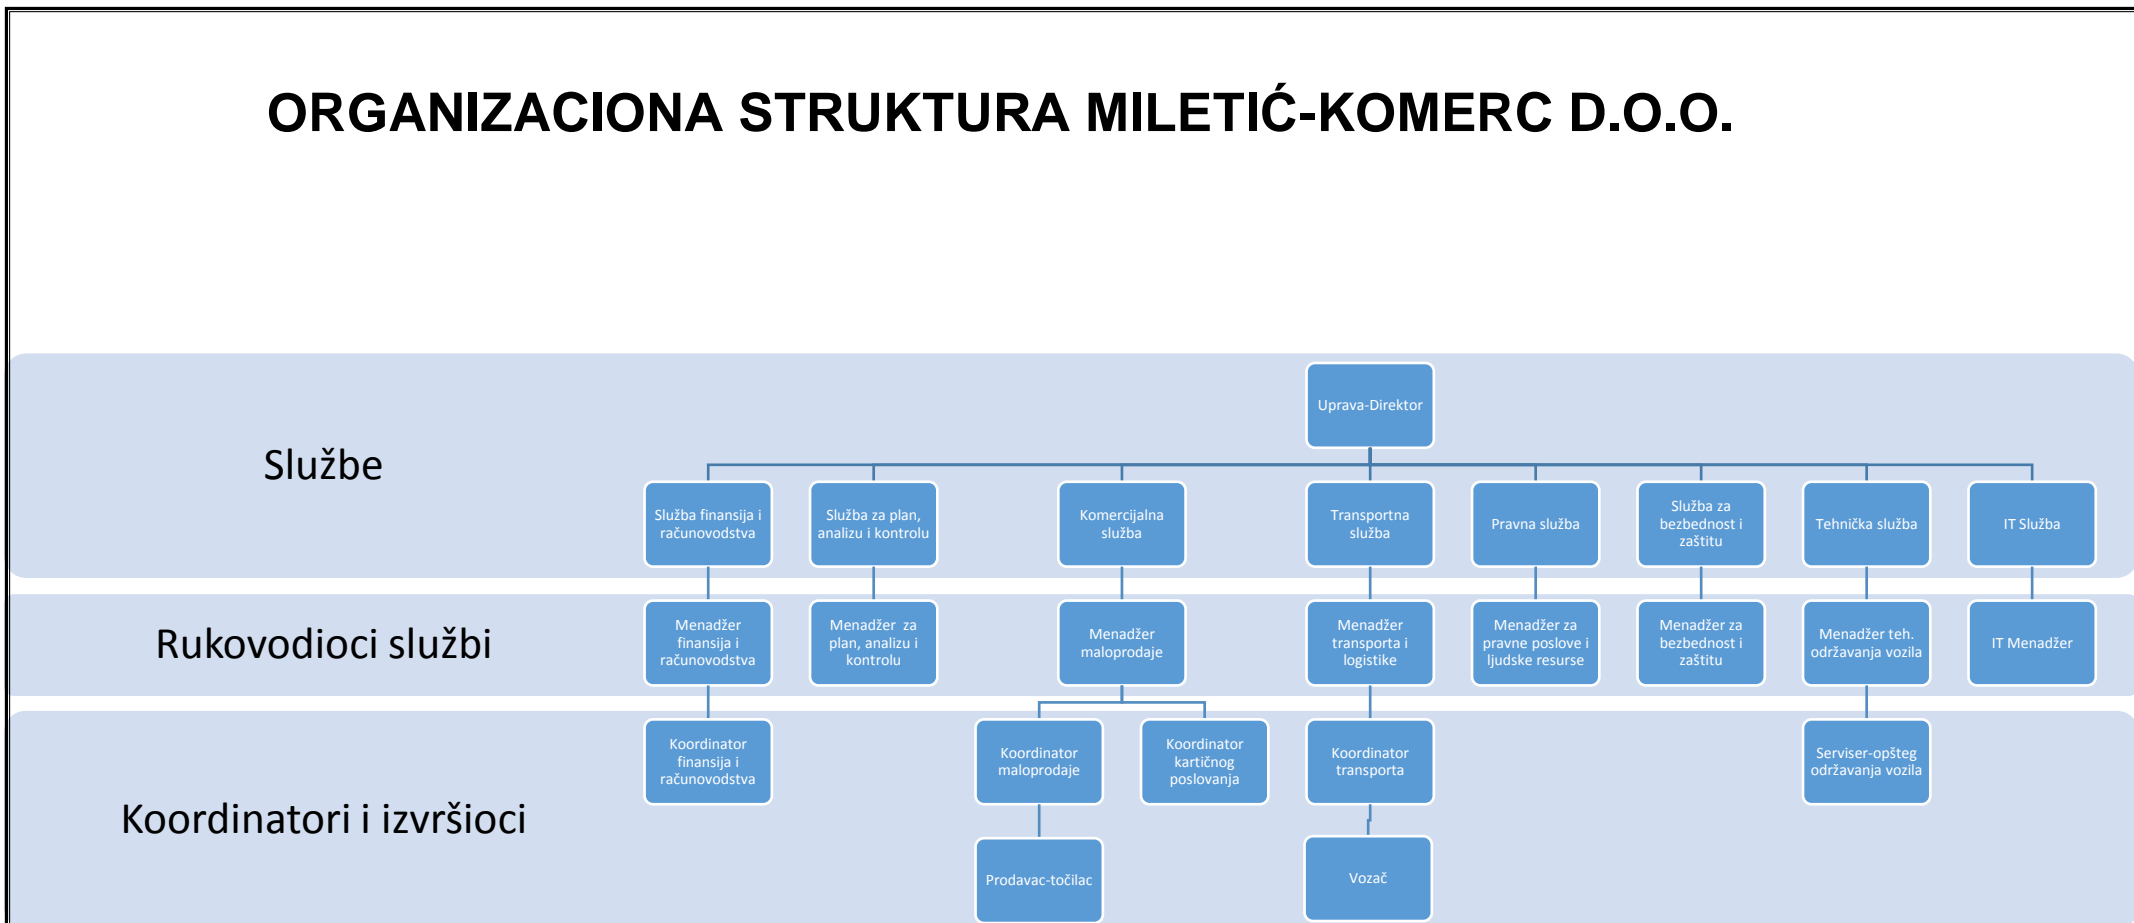 ORGANIZACIONA STRUKTURA MILETIĆ-KOMERC D.O.O.
Službe
Uprava-Direktor
Služba finansija i
računovodstva
Služba za plan,
analizu i kontrolu
Komercijalna
služba
Transportna
služba
Pravna služba
Služba za
bezbednost i
zaštitu
Tehnička služba
IT Služba
Rukovodioci službi
Menadžer
finansija i
računovodstva
Menadžer  za
plan, analizu i
kontrolu
Menadžer
maloprodaje
Menadžer
transporta i
logistike
Menadžer za
pravne poslove i
ljudske resurse
Menadžer za
bezbednost i
zaštitu
Menadžer teh.
održavanja vozila
IT Menadžer
Koordinatori i izvršioci
Koordinator
finansija i
računovodstva
Koordinator
maloprodaje
Koordinator
kartičnog
poslovanja
Koordinator
transporta
Serviser-opšteg
održavanja vozila
Prodavac-točilac
Vozač